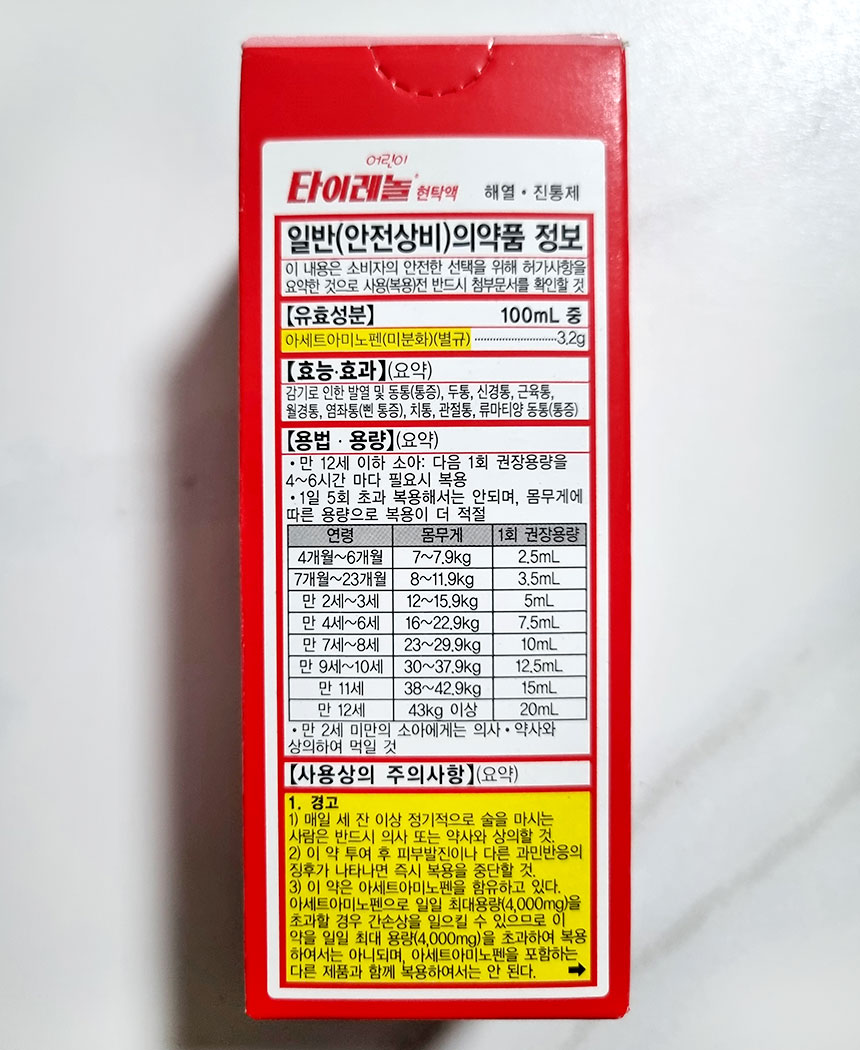 어린이
타이레놀® 현탁액 해열・진통제
일반(안전상비)의약품 정보
이 내용은 소비자의 안전한 선택을 위해 허가사항을
요약한 것으로 사용(복용)전 반드시 첨부문서를 확인할 것
【유효성분】 100mL 중
아세트아미노펜(미분화)(별규) ························3.2g
【효능·효과】(요약)
감기로 인한 발열 및 동통(통증), 두통, 신경통, 근육통,
월경통, 염좌통(삔 통증), 치통, 관절통, 류마티양 동통(통증)
【용법 · 용량】(요약)
•만 12세 이하 소아: 다음 1회 권장용량을
4~6시간 마다 필요시 복용
•1일 5회 초과 복용해서는 안되며, 몸무게에
따른 용량으로 복용이 더 적절
연령 몸무게 1회 권장용량
4개월~6개월 7~7.9kg 2.5mL
7개월~23개월 8~11.9kg 3.5mL
만 2세~3세 12~15.9kg 5mL
만 4세~6세 16~22.9kg 7.5mL
만 7세~8세 23~29.9kg 10mL
만 9세~10세 30~37.9kg 12.5mL
만 11세 38~42.9kg 15mL
만 12세 43kg 이상 20mL
•만 2세 미만의 소아에게는 의사・약사와
상의하여 먹일 것
【사용상의 주의사항】(요약)
1. 경고
1) 매일 세 잔 이상 정기적으로 술을 마시는
사람은 반드시 의사 또는 약사와 상의할 것.
2) 이 약 투여 후 피부발진이나 다른 과민반응의
징후가 나타나면 즉시 복용을 중단할 것.
3) 이 약은 아세트아미노펜을 함유하고 있다.
아세트아미노펜으로 일일 최대용량(4,000mg)을
초과할 경우 간손상을 일으킬 수 있으므로 이
약을 일일 최대 용량(4,000mg)을 초과하여 복용
하여서는 아니되며, 아세트아미노펜을 포함하는
다른 제품과 함께 복용하여서는 안 된다. ➡